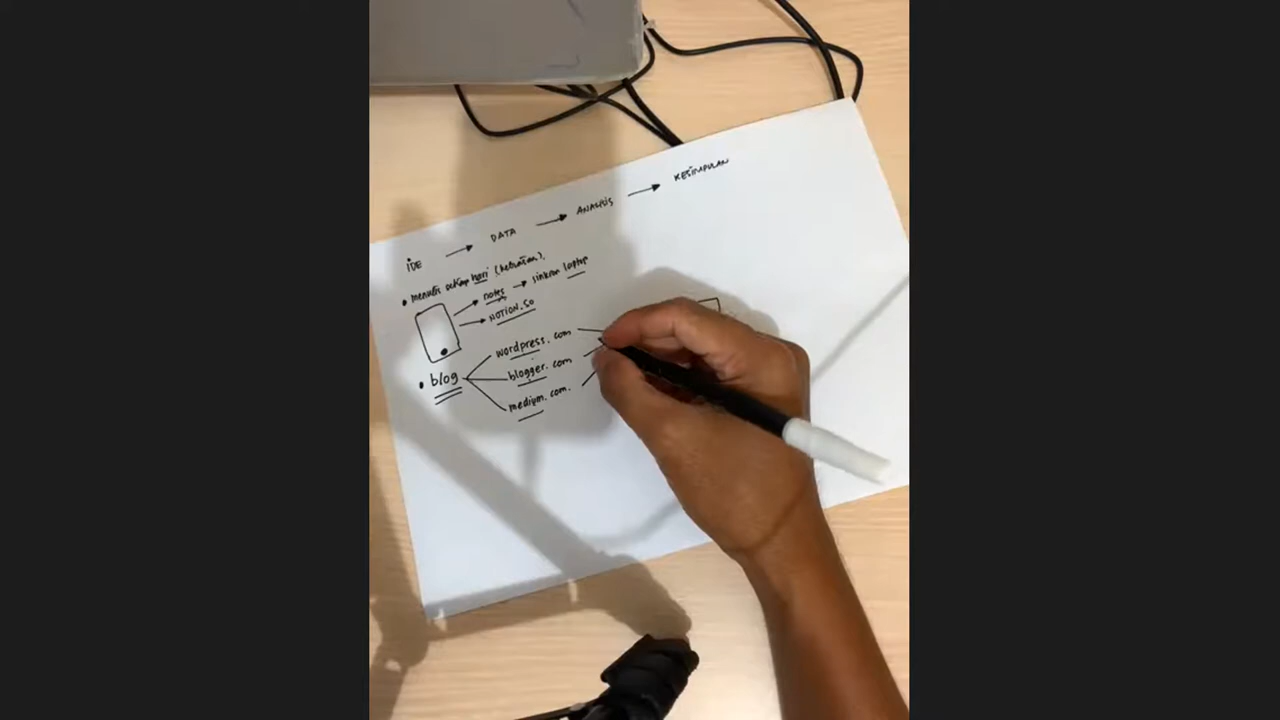 IDE → DATA → ANALISIS → KESIMPULAN
• menulis setiap hari (kebiasaan).
notes → sinkron laptop
NOTION.SO
• blog
wordpress.com
blogger.com
medium.com.